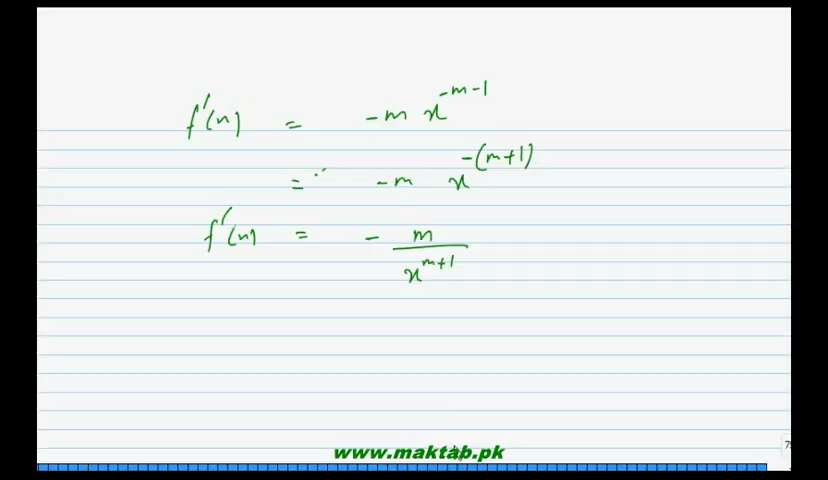 f'(x) = -m x^{-m-1}
= -m x^{-(m+1)}
f'(x) = - m / x^{m+1}
www.maktab.pk